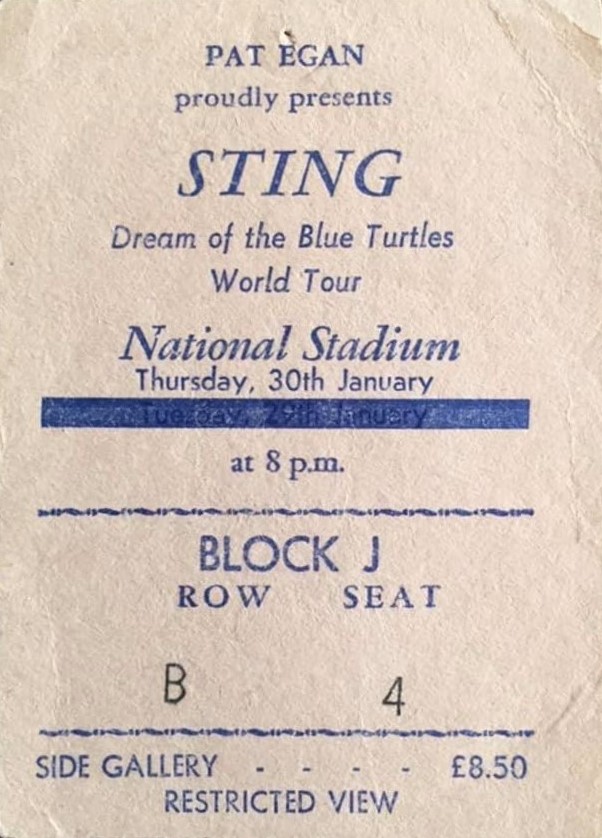 PAT EGAN
proudly presents
STING
Dream of the Blue Turtles
World Tour
National Stadium
Thursday, 30th January
Tuesday, 29th January
at 8 p.m.
BLOCK J
ROW SEAT
B 4
SIDE GALLERY - - - - £8.50
RESTRICTED VIEW